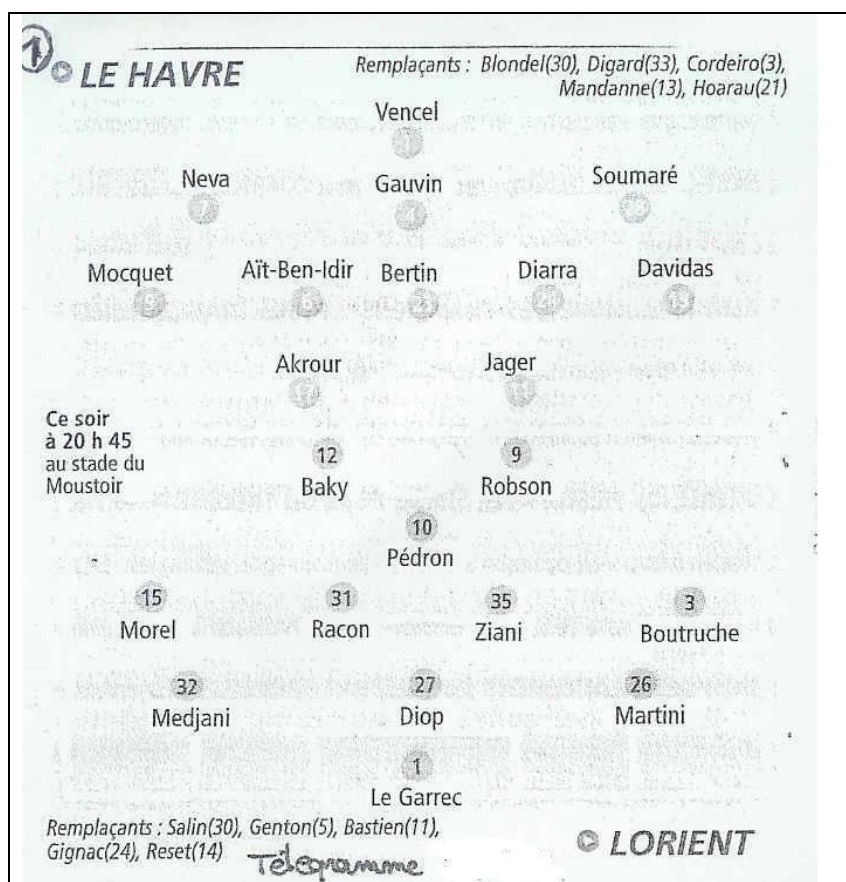 1
LE HAVRE
Remplaçants : Blondel(30), Digard(33), Cordeiro(3),
Mandanne(13), Hoarau(21)
Vencel
1
Neva Gauvin Soumaré
Mocquet Aït-Ben-Idir Bertin Diarra Davidas
Akrour Jager
17
Ce soir
à 20 h 45
au stade du
Moustoir
12 9
Baky Robson
10
Pédron
15 31 35 3
Morel Racon Ziani Boutruche
32 27 26
Medjani Diop Martini
1
Le Garrec
Remplaçants : Salin(30), Genton(5), Bastien(11),
Gignac(24), Reset(14)
LORIENT
Télégramme